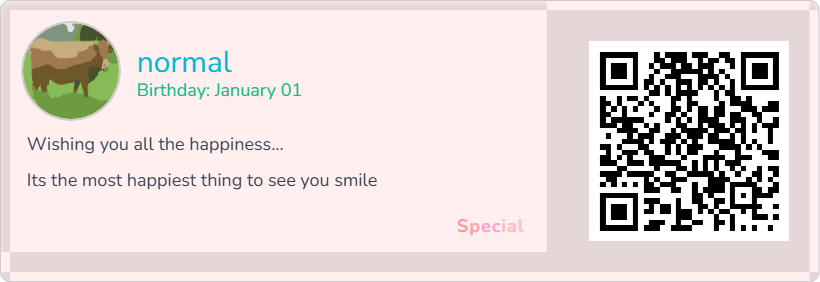 normal
Birthday: January 01
Wishing you all the happiness...
Its the most happiest thing to see you smile
Special